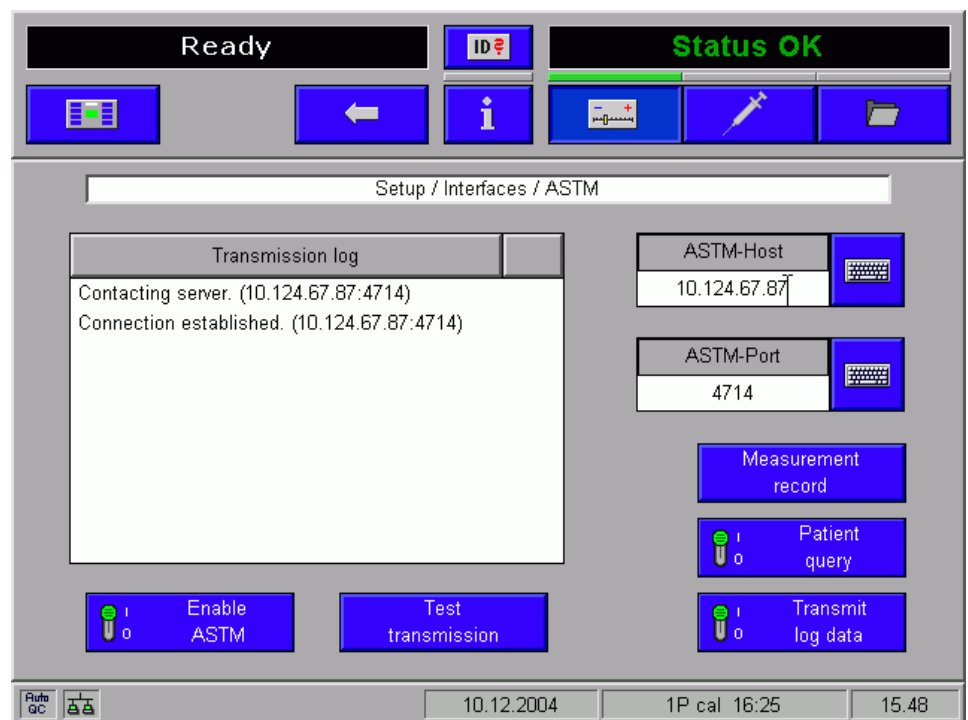 Ready
ID?
Status OK
i
- +
Setup / Interfaces / ASTM
Transmission log
Contacting server. (10.124.67.87:4714)
Connection established. (10.124.67.87:4714)
ASTM-Host
10.124.67.87
ASTM-Port
4714
Measurement
record
I
O
Patient
query
I
O
Enable
ASTM
Test
transmission
I
O
Transmit
log data
Auto
QC
10.12.2004
1P cal 16:25
15.48